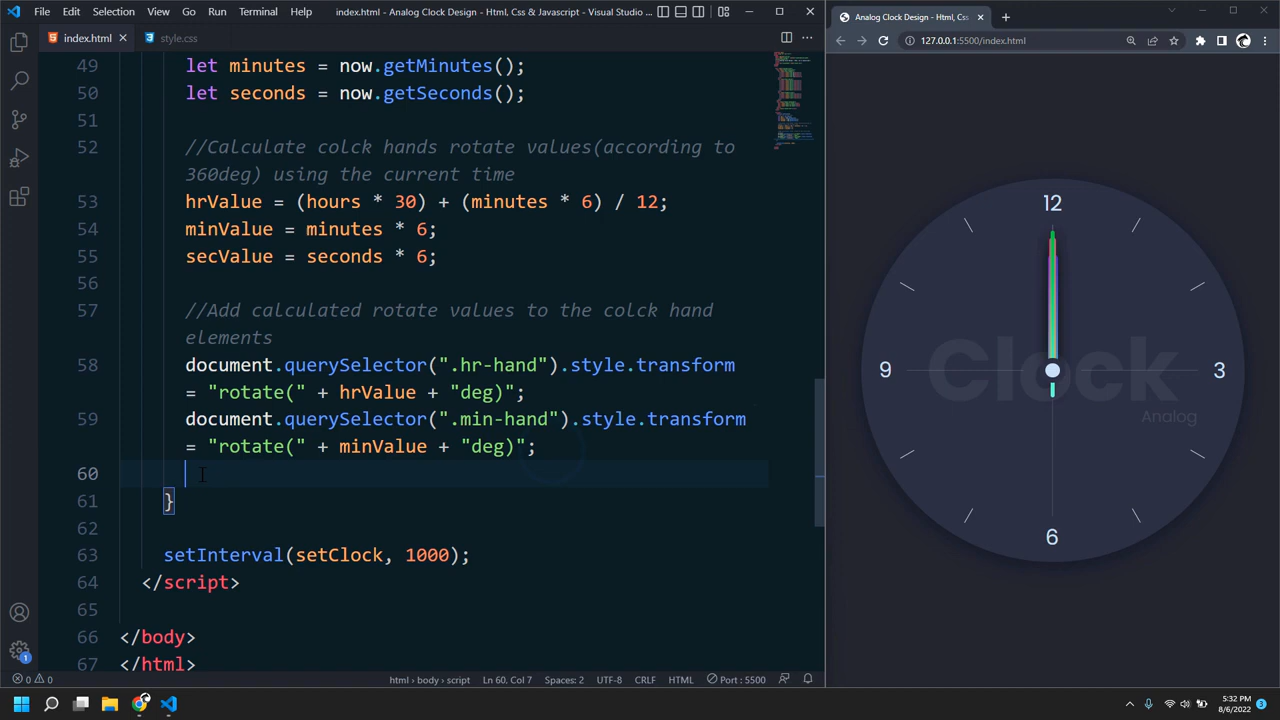 File Edit Selection View Go Run Terminal Help index.html - Analog Clock Design - Html, Css & Javascript - Visual Studio ...
index.html style.css
49 let minutes = now.getMinutes();
50 let seconds = now.getSeconds();
51
52 //Calculate colck hands rotate values(according to
360deg) using the current time
53 hrValue = (hours * 30) + (minutes * 6) / 12;
54 minValue = minutes * 6;
55 secValue = seconds * 6;
56
57 //Add calculated rotate values to the colck hand
elements
58 document.querySelector(".hr-hand").style.transform
= "rotate(" + hrValue + "deg)";
59 document.querySelector(".min-hand").style.transform
= "rotate(" + minValue + "deg)";
60
61 }
62
63 setInterval(setClock, 1000);
64 </script>
65
66 </body>
67 </html>
1
0 0 html > body > script Ln 60, Col 7 Spaces: 2 UTF-8 CRLF HTML Port : 5500
Analog Clock Design - Html, Css
127.0.0.1:5500/index.html
12
9 Clock 3
Analog
6
5:32 PM
8/6/2022
3